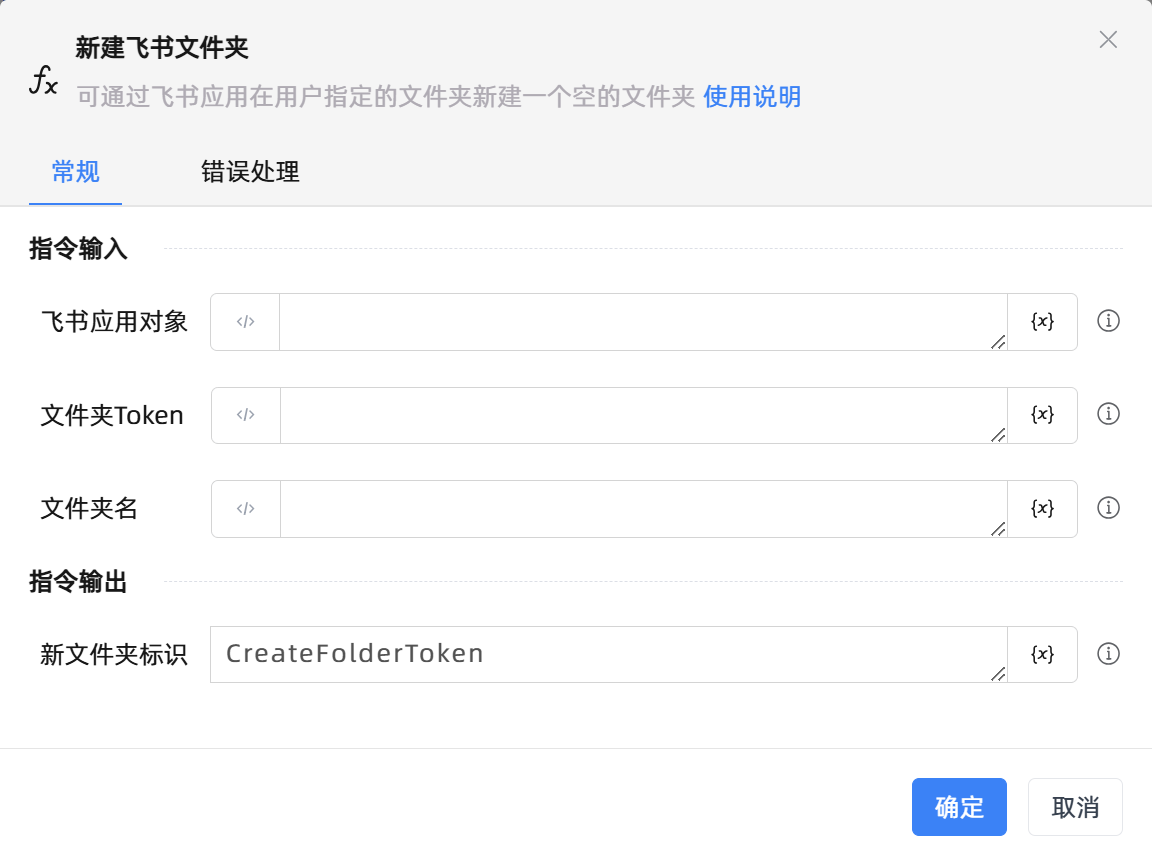 新建飞书文件夹
fx
可通过飞书应用在用户指定的文件夹新建一个空的文件夹 使用说明
常规 错误处理
指令输入
飞书应用对象 </> {x}
文件夹Token </> {x}
文件夹名 </> {x}
指令输出
新文件夹标识 CreateFolderToken {x}
确定 取消